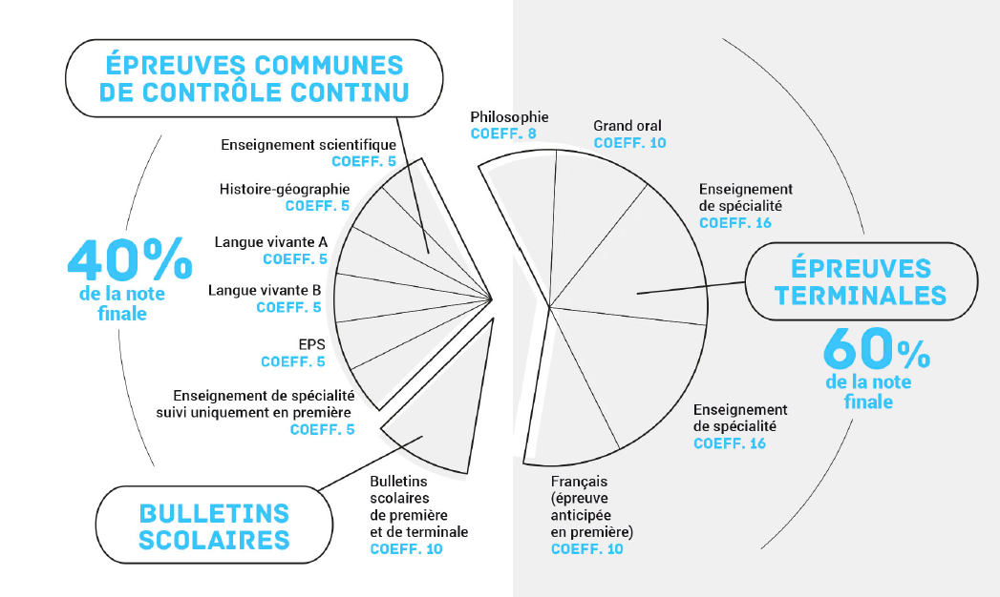 ÉPREUVES COMMUNES
DE CONTRÔLE CONTINU
Enseignement scientifique
COEFF. 5
Histoire-géographie
COEFF. 5
Langue vivante A
COEFF. 5
Langue vivante B
COEFF. 5
EPS
COEFF. 5
Enseignement de spécialité
suivi uniquement en première
COEFF. 5
40%
de la note
finale
BULLETINS
SCOLAIRES
Bulletins
scolaires
de première
et de terminale
COEFF. 10
Philosophie
COEFF. 8
Grand oral
COEFF. 10
Enseignement
de spécialité
COEFF. 16
ÉPREUVES
TERMINALES
60%
de la note
finale
Enseignement
de spécialité
COEFF. 16
Français
(épreuve
anticipée
en première)
COEFF. 10